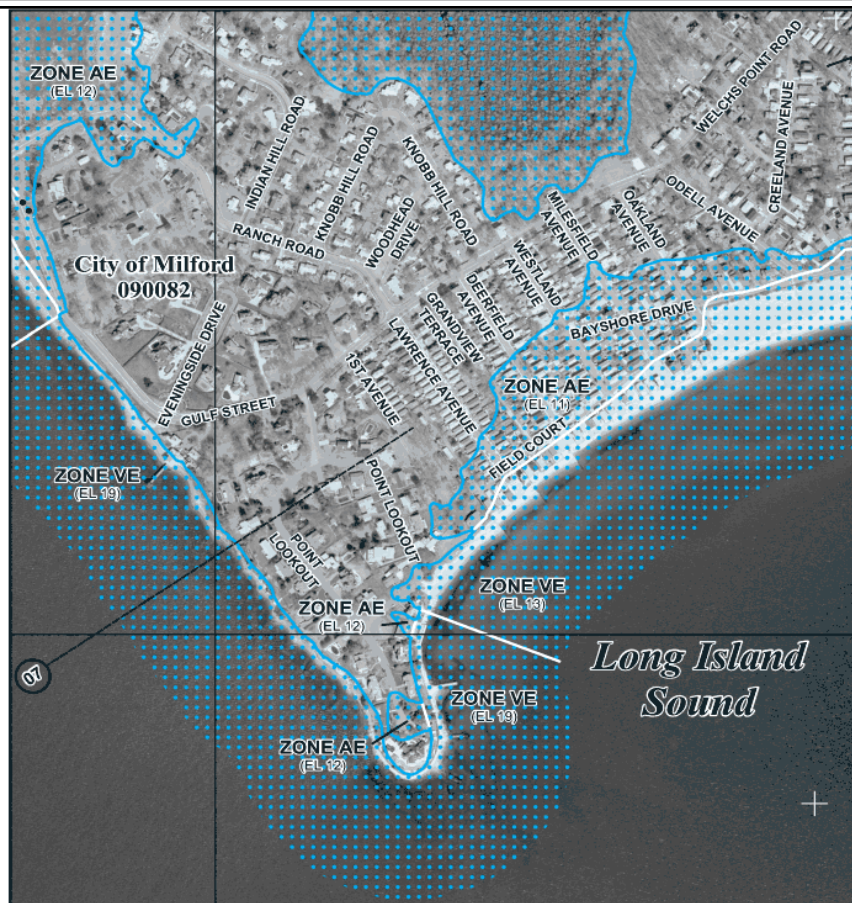 ZONE AE
(EL 12)
WELCHS POINT ROAD
CREELAND AVENUE
INDIAN HILL ROAD
KNOBB HILL ROAD
KNOBB HILL ROAD
WOODHEAD
DRIVE
RANCH ROAD
MILESFIELD
AVENUE
OAKLAND
AVENUE
ODELL AVENUE
WESTLAND
AVENUE
City of Milford
090082
DEERFIELD
AVENUE
GRANDVIEW
TERRACE
BAYSHORE DRIVE
EVENINGSIDE DRIVE
LAWRENCE AVENUE
1ST AVENUE
ZONE AE
(EL 11)
GULF STREET
FIELD COURT
ZONE VE
(EL 19)
POINT LOOKOUT
POINT
LOOKOUT
ZONE VE
(EL 13)
ZONE AE
(EL 12)
Long Island
Sound
07
ZONE VE
(EL 19)
ZONE AE
(EL 12)